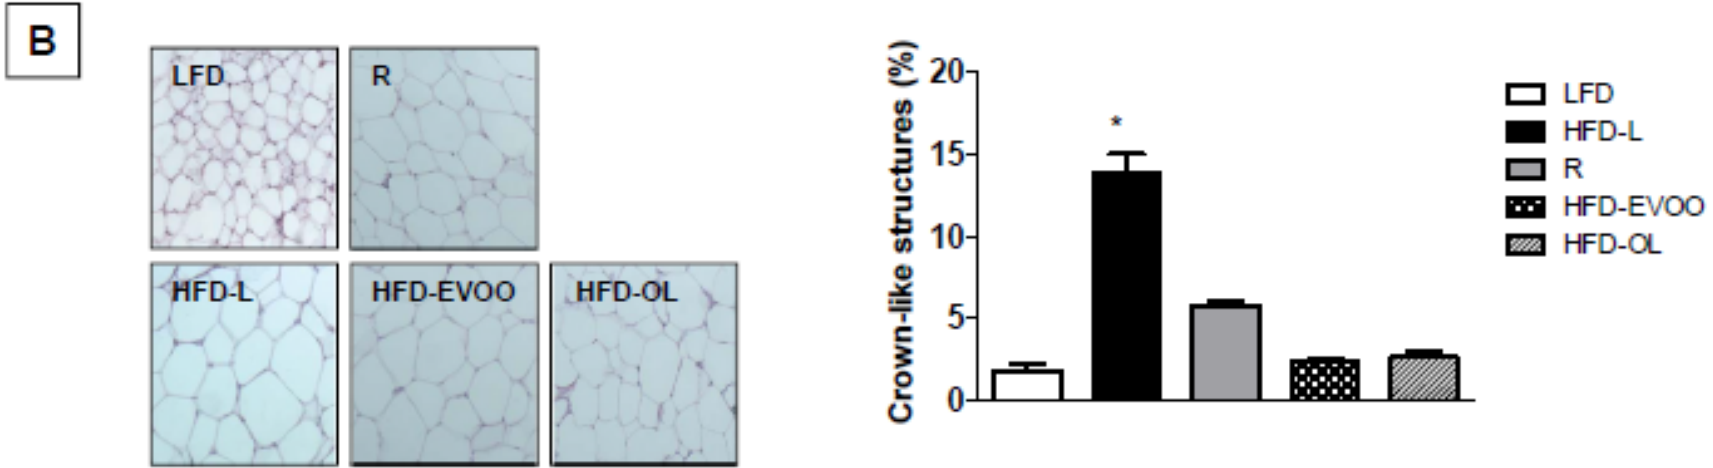 B
LFD
R
HFD-L
HFD-EVOO
HFD-OL
Crown-like structures (%)
20
15
10
5
0
*
LFD
HFD-L
R
HFD-EVOO
HFD-OL